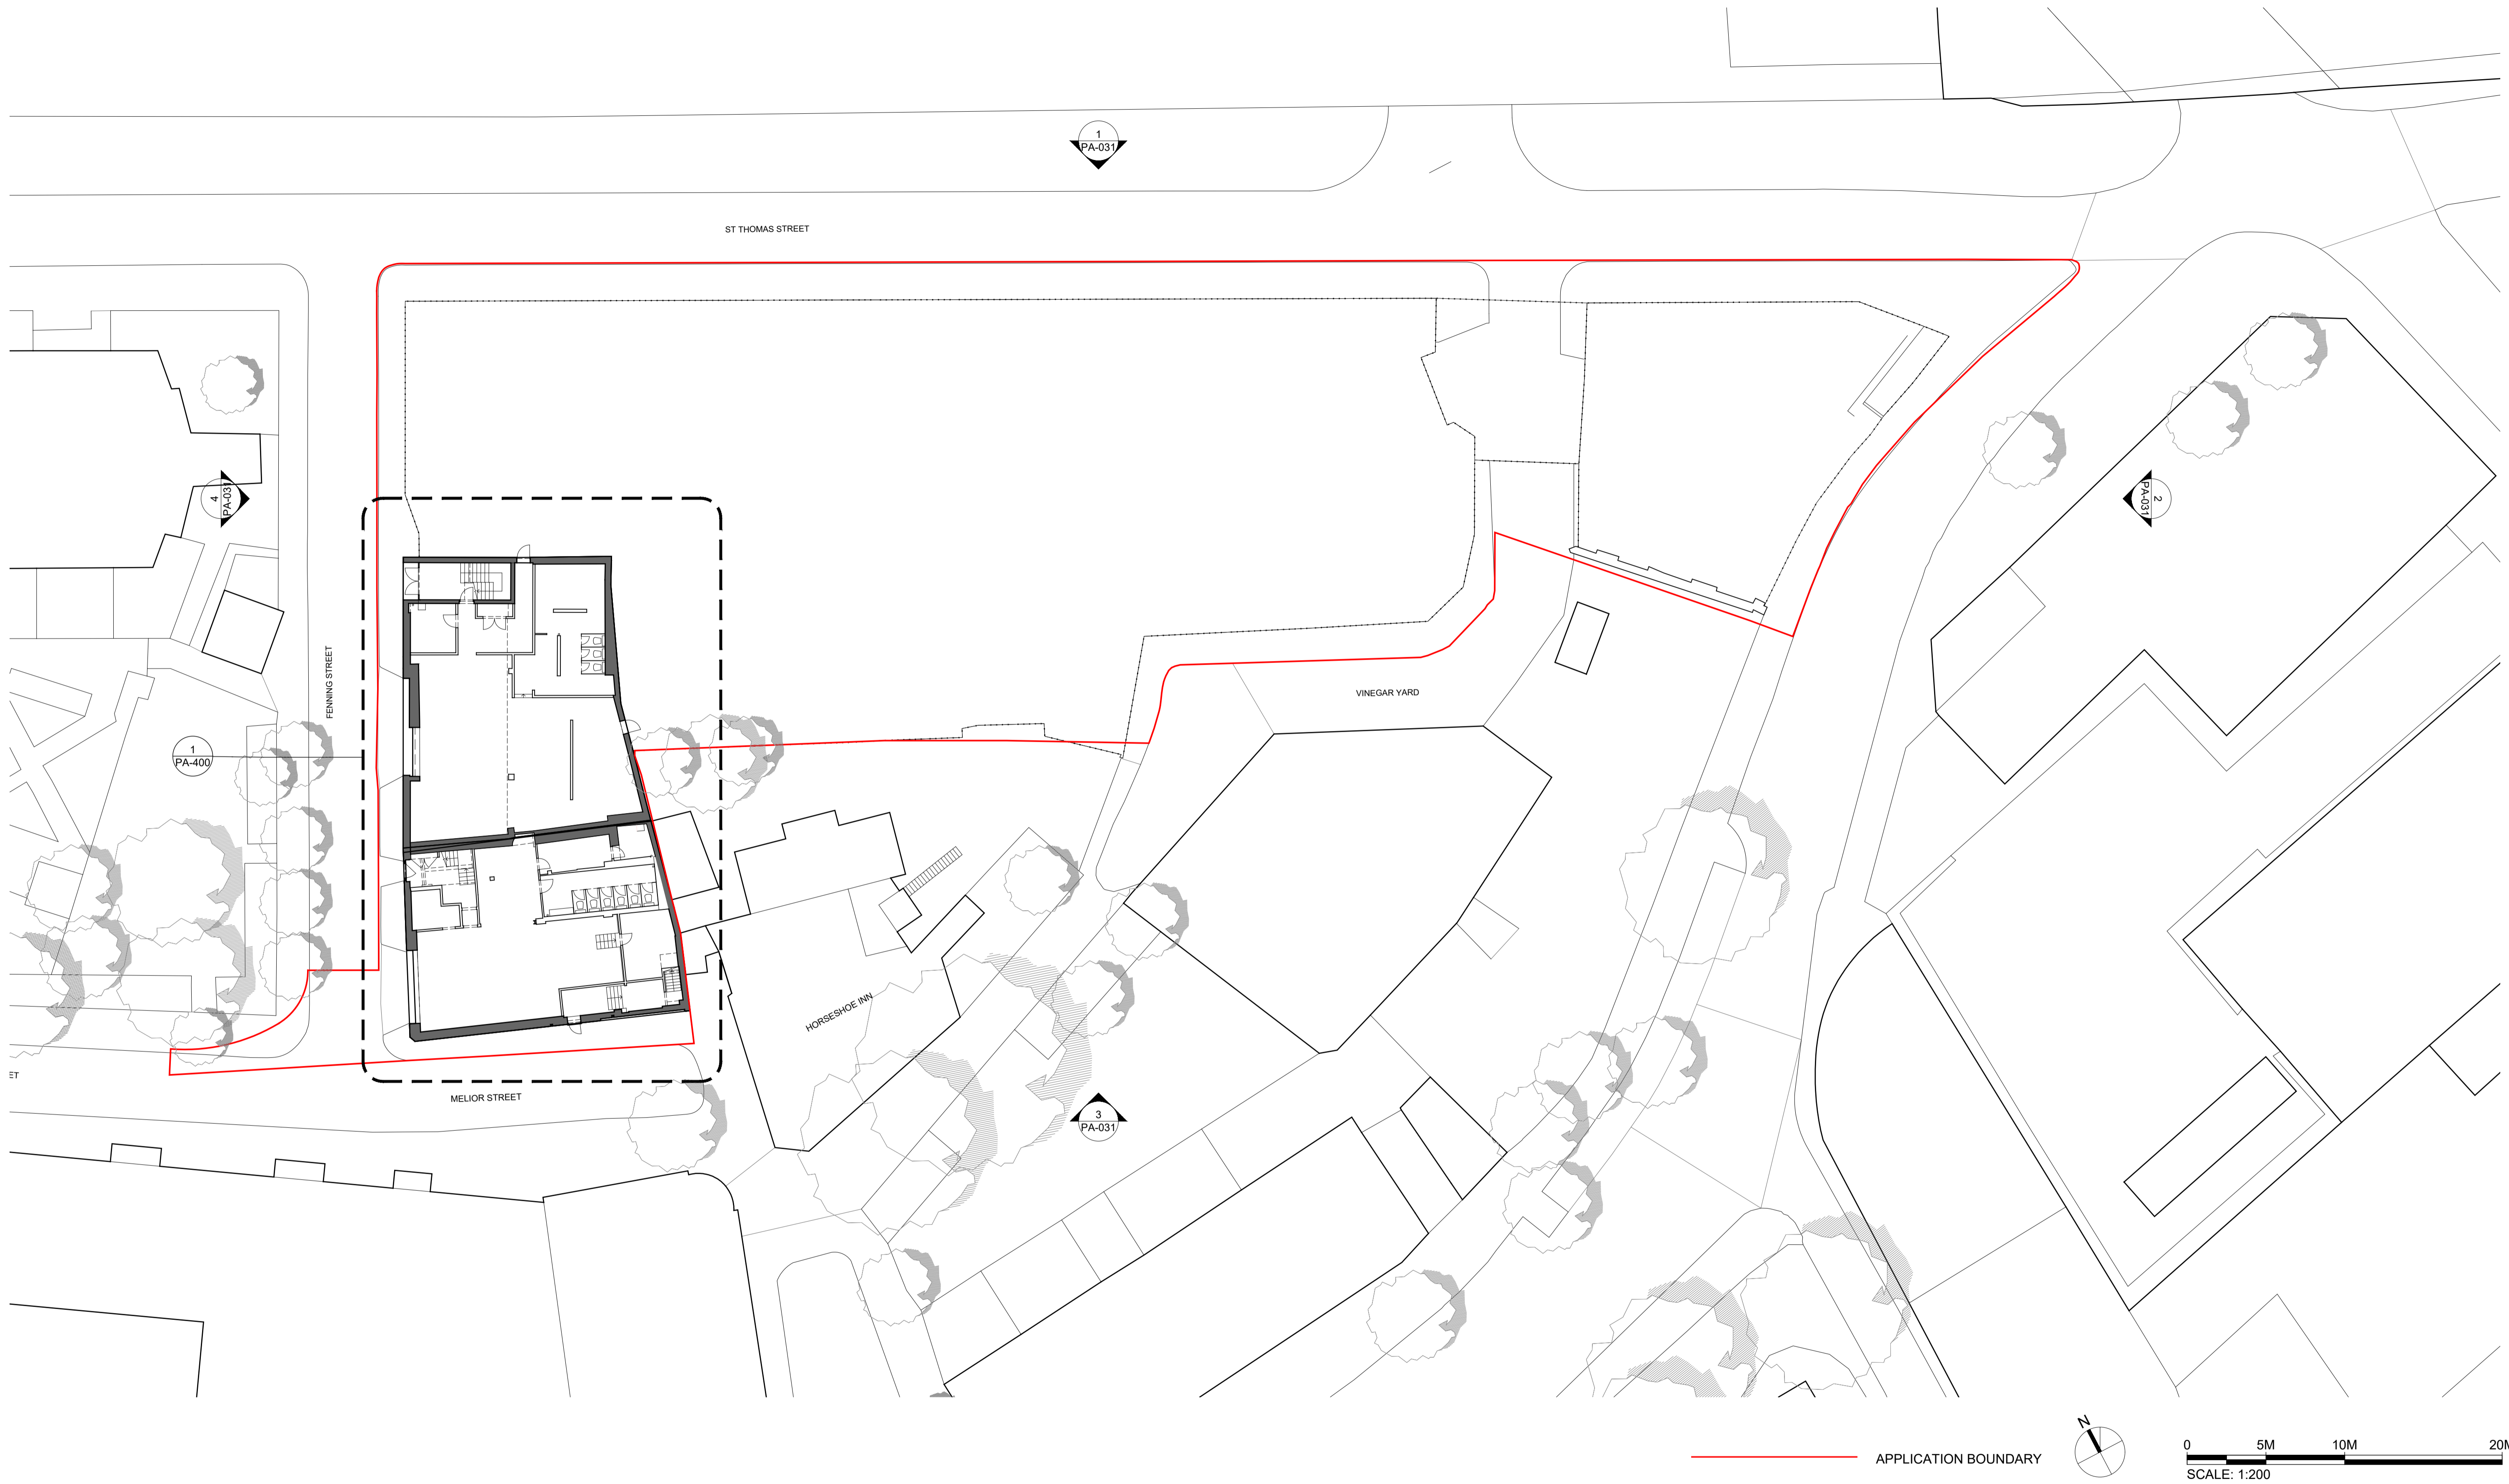 1
PA-031
ST THOMAS STREET
4
PA-031
2
PA-031
FENNING STREET
VINEGAR YARD
1
PA-400
HORSESHOE INN
ET
MELIOR STREET
3
PA-031
N
APPLICATION BOUNDARY
0 5M 10M 20M
SCALE: 1:200